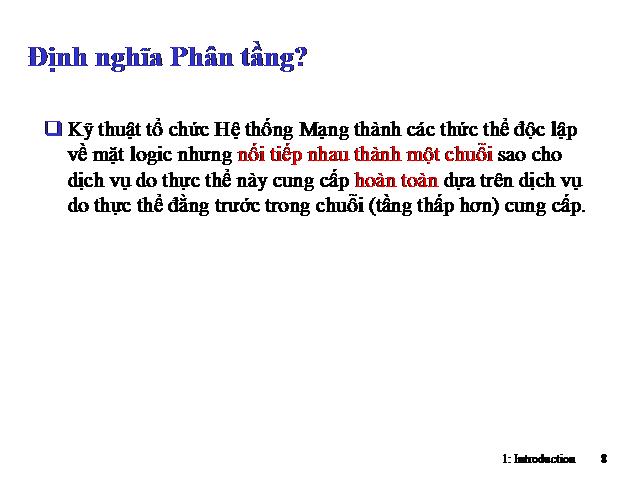 Định nghĩa Phân tầng?
❑ Kỹ thuật tổ chức Hệ thống Mạng thành các thức thể độc lập
về mặt logic nhưng nối tiếp nhau thành một chuỗi sao cho
dịch vụ do thực thể này cung cấp hoàn toàn dựa trên dịch vụ
do thực thể đằng trước trong chuỗi (tầng thấp hơn) cung cấp.
1: Introduction 8